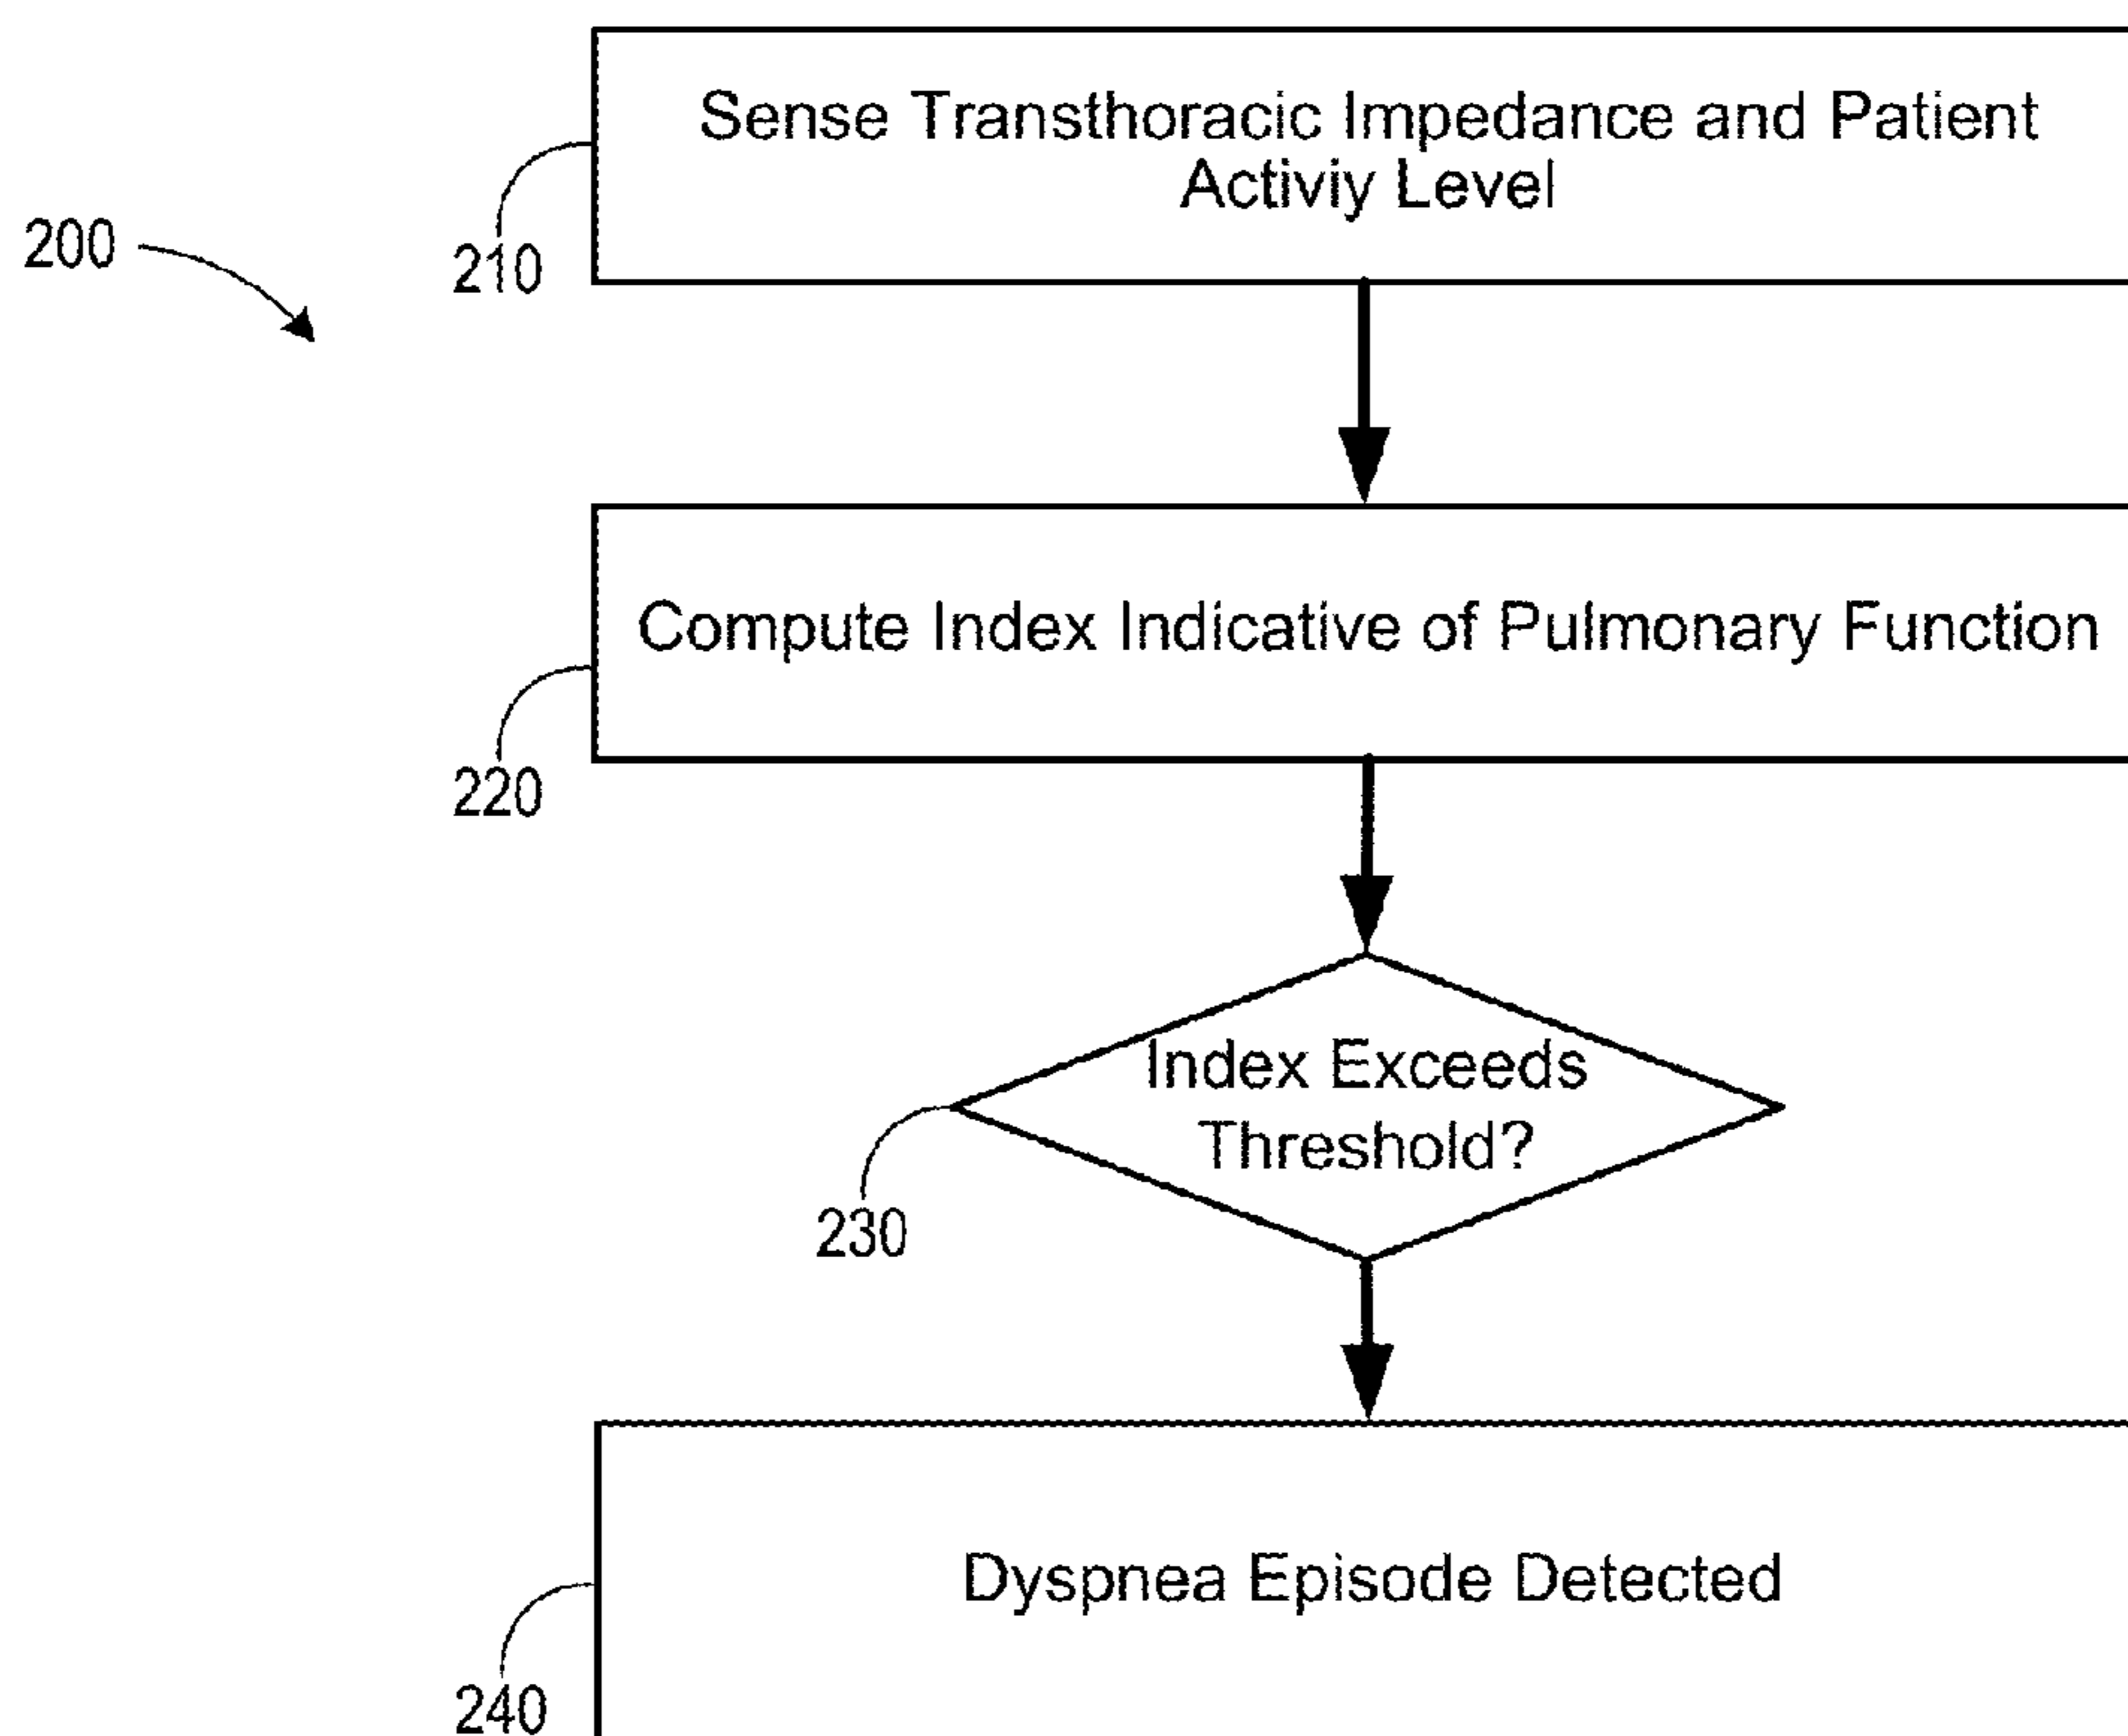 Sense Transthoracic Impedance and Patient
Activiy Level
200
210
Compute Index Indicative of Pulmonary Function
220
Index Exceeds
Threshold?
230
Dyspnea Episode Detected
240